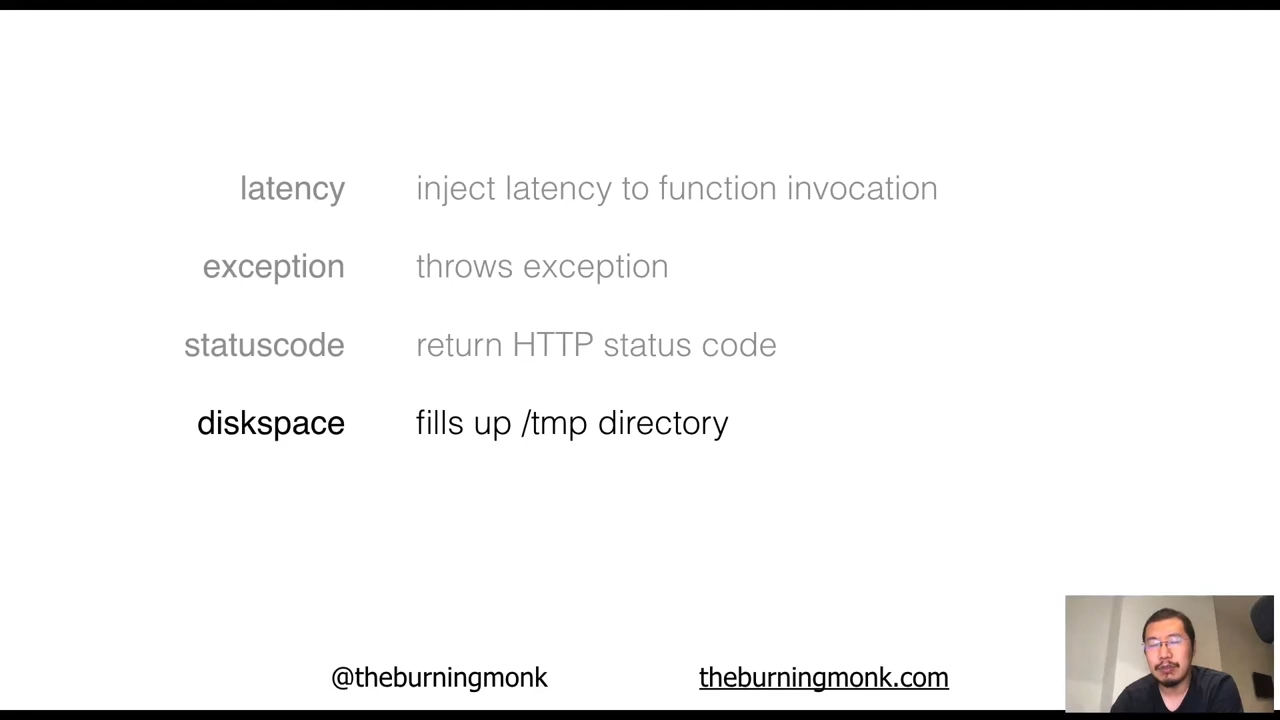 latency inject latency to function invocation
exception throws exception
statuscode return HTTP status code
diskspace fills up /tmp directory
@theburningmonk theburningmonk.com